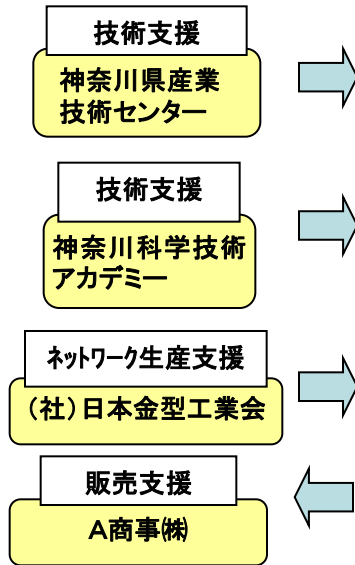 技術支援
神奈川県産業
技術センター
技術支援
神奈川科学技術
アカデミー
ﾈｯﾄﾜｰｸ生産支援
（社）日本金型工業会
販売支援
Ａ商事㈱